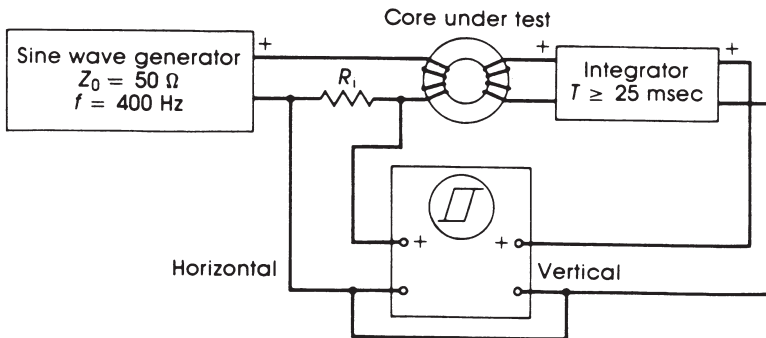 Core under test
Sine wave generator
Z₀ = 50 Ω
f = 400 Hz
+
R₁
+
Integrator
T ≥ 25 msec
+
+
+
Horizontal
Vertical